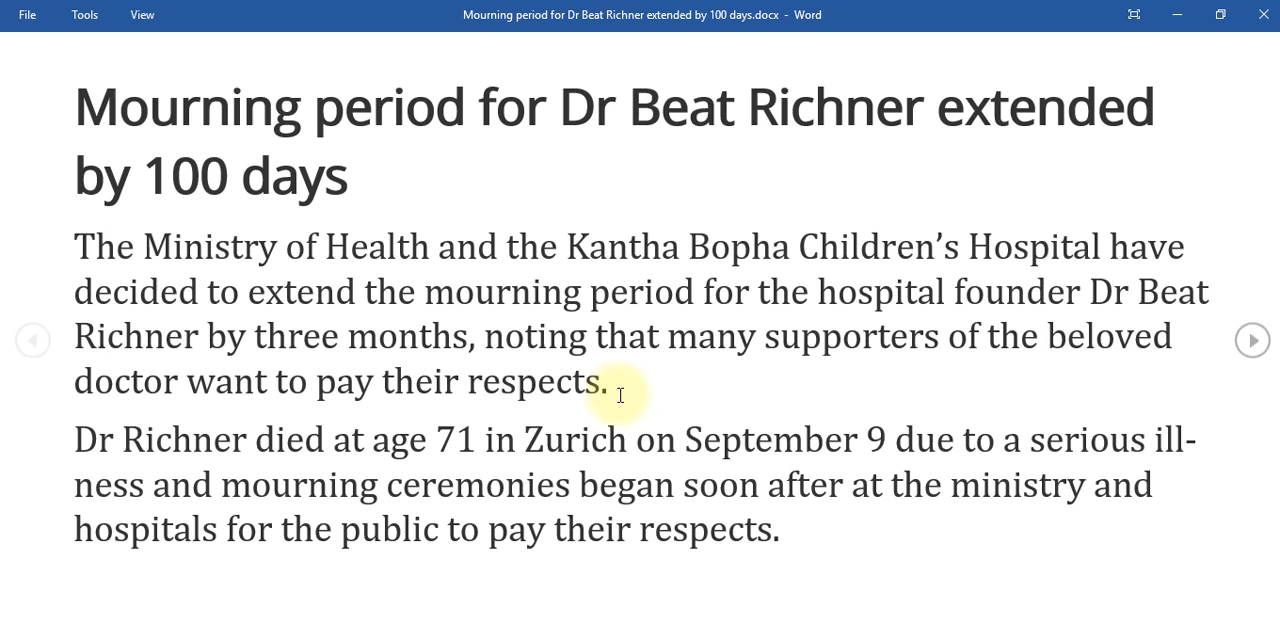 File Tools View Mourning period for Dr Beat Richner extended by 100 days.docx - Word
Mourning period for Dr Beat Richner extended
by 100 days
The Ministry of Health and the Kantha Bopha Children’s Hospital have
decided to extend the mourning period for the hospital founder Dr Beat
Richner by three months, noting that many supporters of the beloved
doctor want to pay their respects.
Dr Richner died at age 71 in Zurich on September 9 due to a serious ill-
ness and mourning ceremonies began soon after at the ministry and
hospitals for the public to pay their respects.